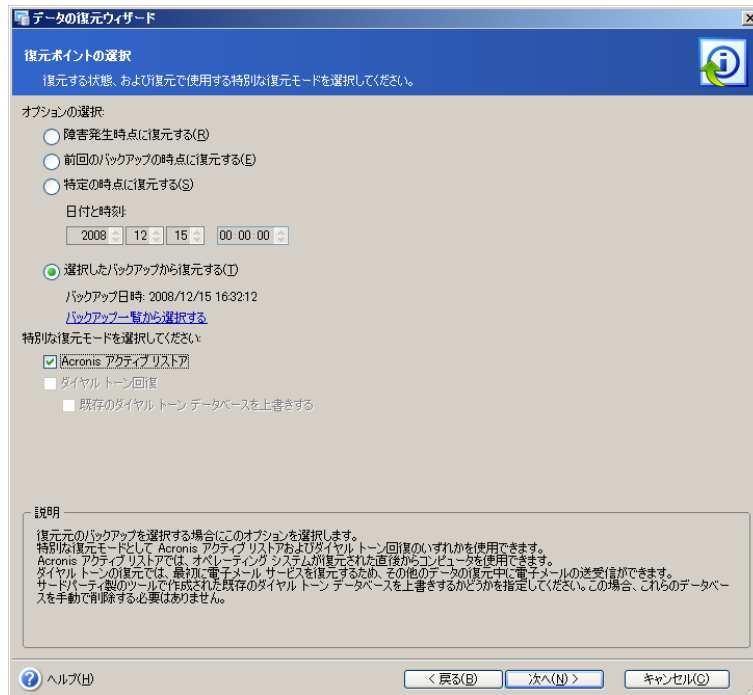 データの復元ウィザード
復元ポイントの選択
復元する状態、および復元で使用する特別な復元モードを選択してください。
オプションの選択:
障害発生時点に復元する(R)
前回のバックアップの時点に復元する(E)
特定の時点に復元する(S)
日付と時刻:
2008 12 15 00:00:00
選択したバックアップから復元する(T)
バックアップ日時: 2008/12/15 16:32:12
バックアップ一覧から選択する
特別な復元モードを選択してください:
Acronis アクティブ リストア
ダイヤル トーン回復
既存のダイヤル トーン データベースを上書きする
説明
復元元のバックアップを選択する場合にこのオプションを選択します。
特別な復元モードとして Acronis アクティブ リストアおよびダイヤル トーン回復のいずれかを使用できます。
Acronis アクティブ リストアでは、オペレーティング システムが復元された直後からコンピュータを使用できます。
ダイヤル トーンの復元では、最初に電子メール サービスを復元するため、その他のデータの復元中に電子メールの送受信ができます。
サードパーティ製のツールで作成された既存のダイヤル トーン データベースを上書きするかどうかを指定してください。この場合、これらのデータベー
スを手動で削除する必要はありません。
ヘルプ(H) < 戻る(B) 次へ(N) > キャンセル(C)